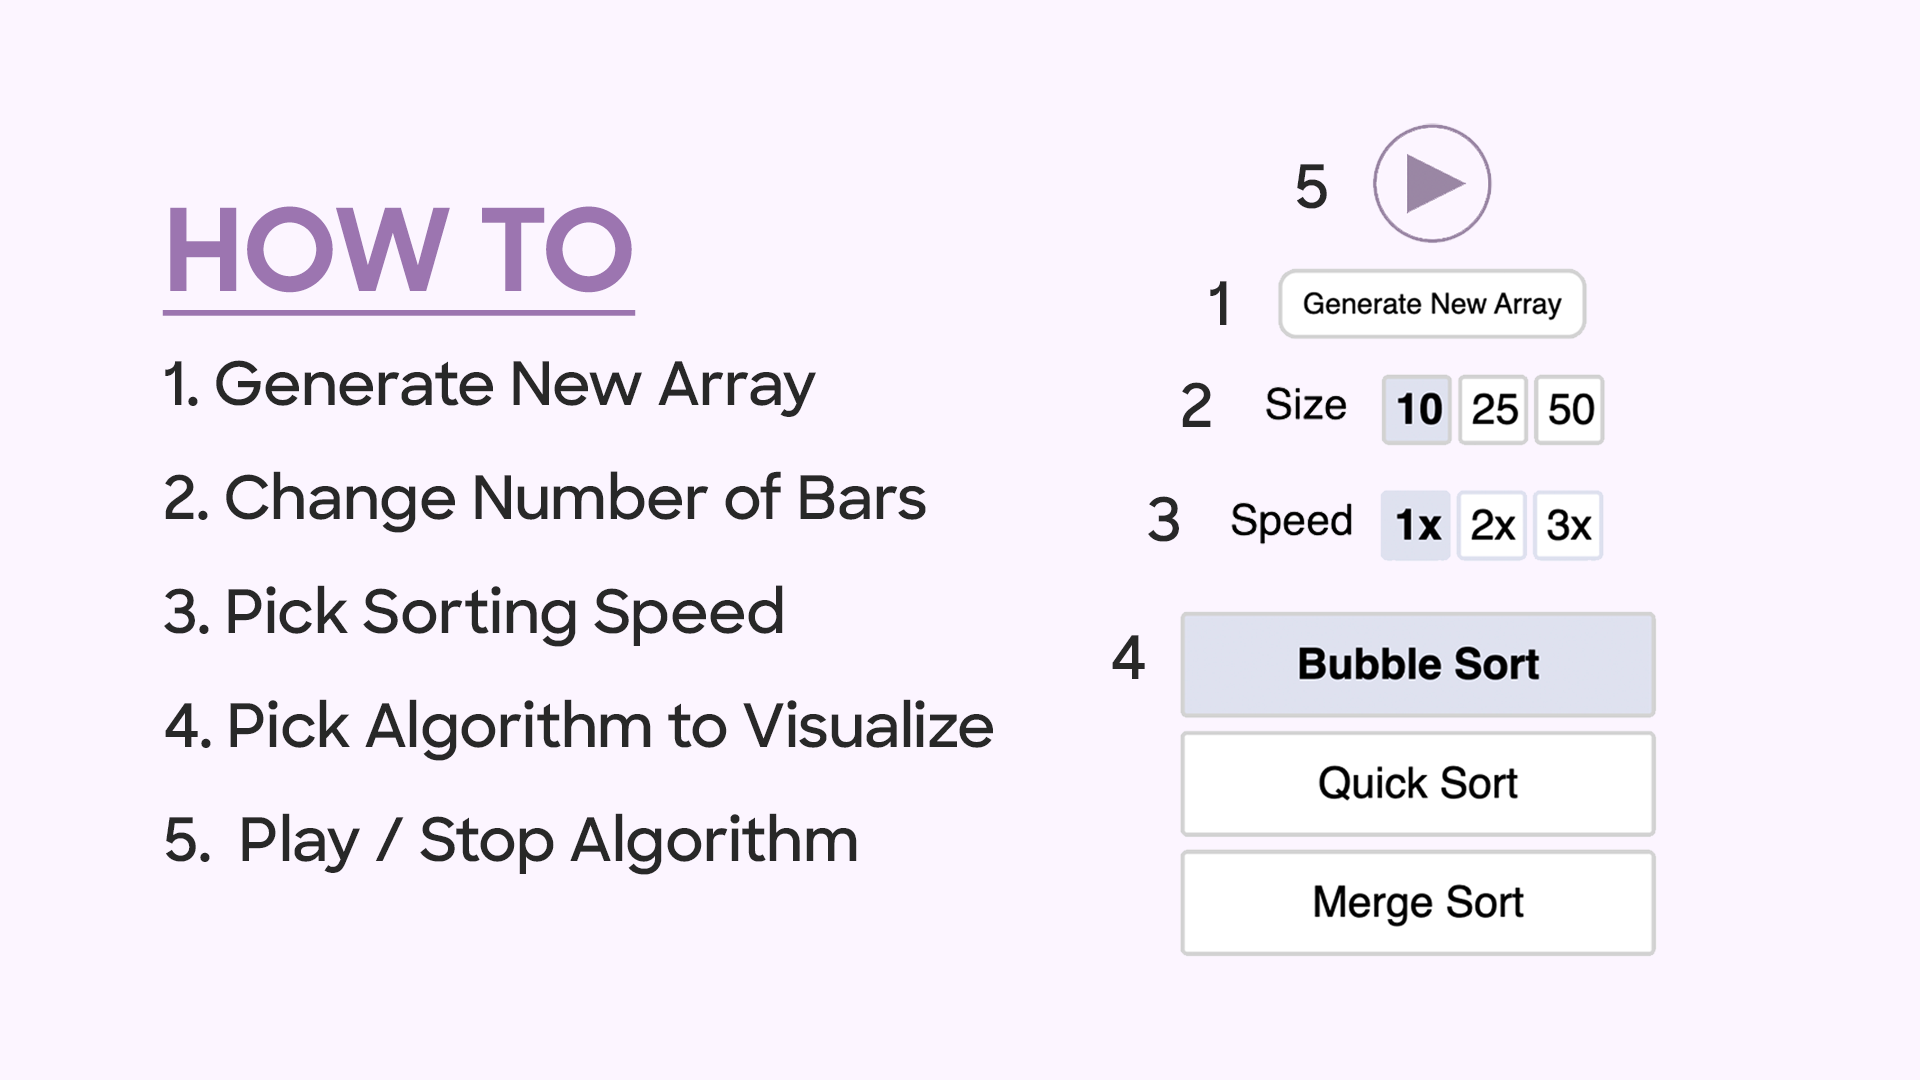 HOW TO
1. Generate New Array
2. Change Number of Bars
3. Pick Sorting Speed
4. Pick Algorithm to Visualize
5. Play / Stop Algorithm
5
1 Generate New Array
2 Size 10 25 50
3 Speed 1x 2x 3x
4 Bubble Sort
Quick Sort
Merge Sort